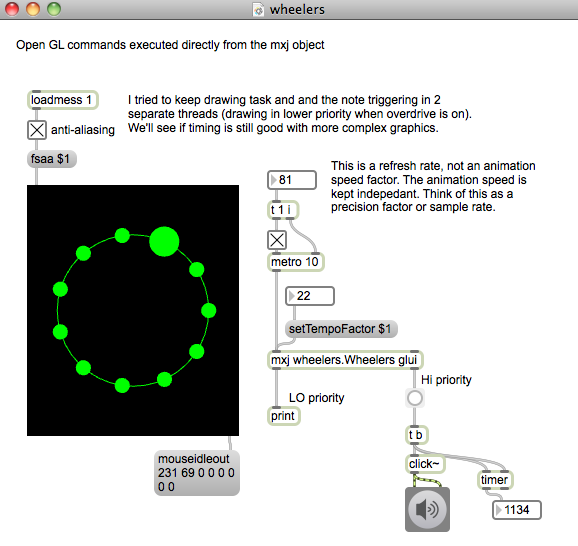 wheelers
Open GL commands executed directly from the mxj object
loadmess 1
I tried to keep drawing task and and the note triggering in 2
separate threads (drawing in lower priority when overdrive is on).
We'll see if timing is still good with more complex graphics.
anti-aliasing
fsaa $1
This is a refresh rate, not an animation
speed factor. The animation speed is
kept indepedant. Think of this as a
precision factor or sample rate.
81
t 1 i
metro 10
22
setTempoFactor $1
mxj wheelers.Wheelers glui
Hi priority
LO priority
print
t b
mouseidleout
231 69 0 0 0 0
0 0
click~
timer
1134